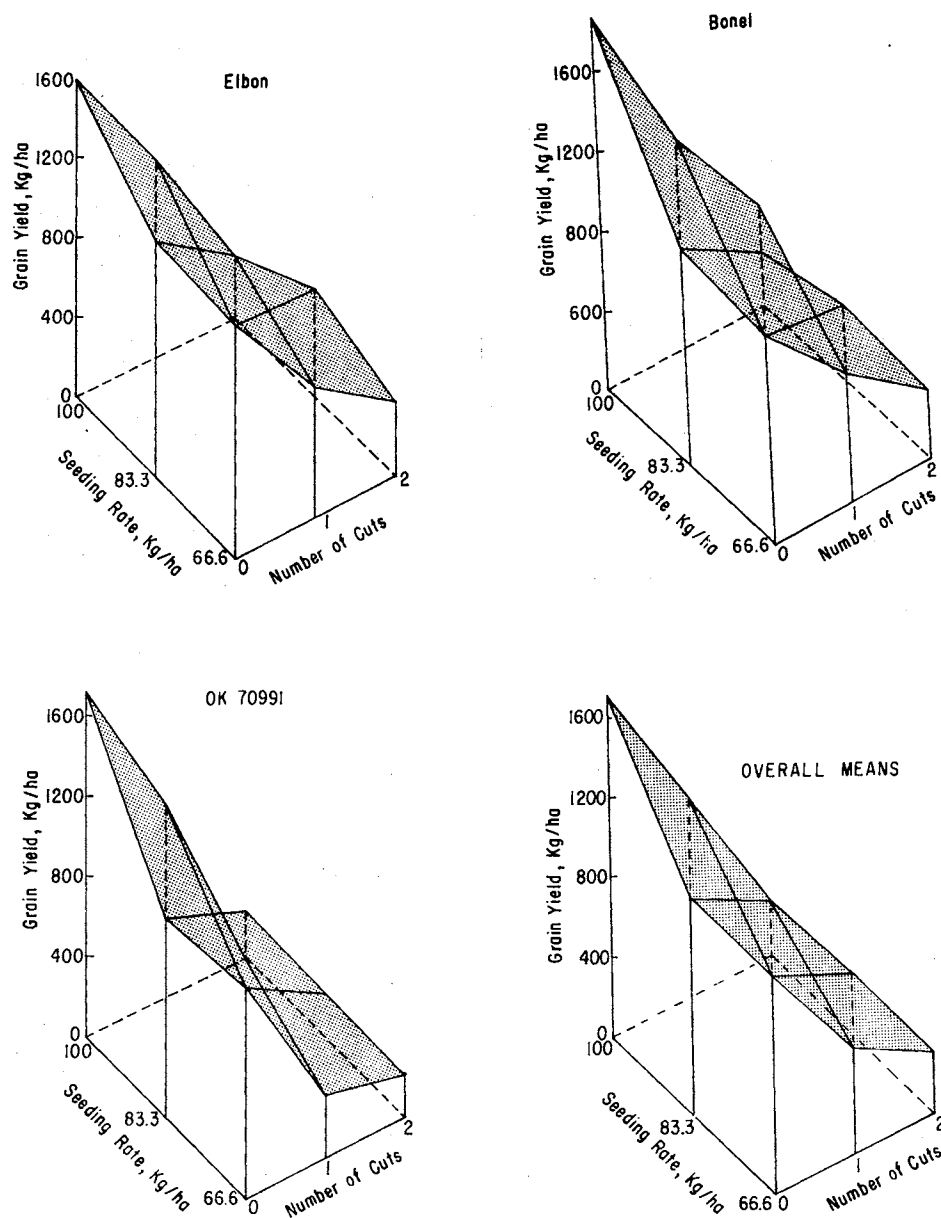 Elbon
1600
1200
800
400
0
Grain Yield, Kg/ha
100
83.3
66.6
Seeding Rate, Kg/ha
0
1
2
Number of Cuts
Bonel
1600
1200
800
600
0
Grain Yield, Kg/ha
100
83.3
66.6
Seeding Rate, Kg/ha
0
1
2
Number of Cuts
OK 70991
1600
1200
800
400
0
Grain Yield, Kg/ha
100
83.3
66.6
Seeding Rate, Kg/ha
0
1
2
Number of Cuts
OVERALL MEANS
1600
1200
800
400
0
Grain Yield, Kg/ha
100
83.3
66.6
Seeding Rate, Kg/ha
0
1
2
Number of Cuts